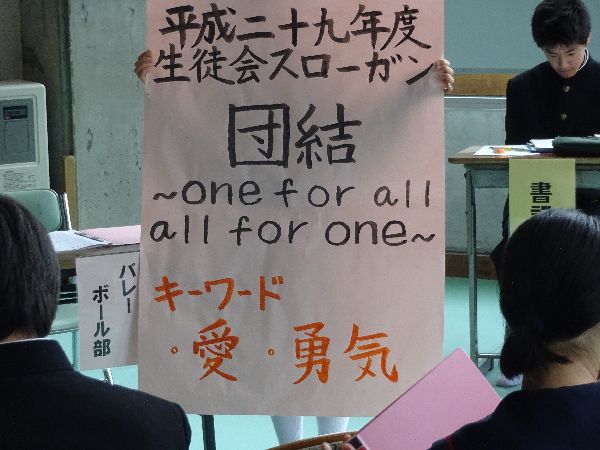 平成二十九年度
生徒会スローガン
団結
~one for all
all for one~
キーワード
・愛・勇気
バレー
ボール部
書記